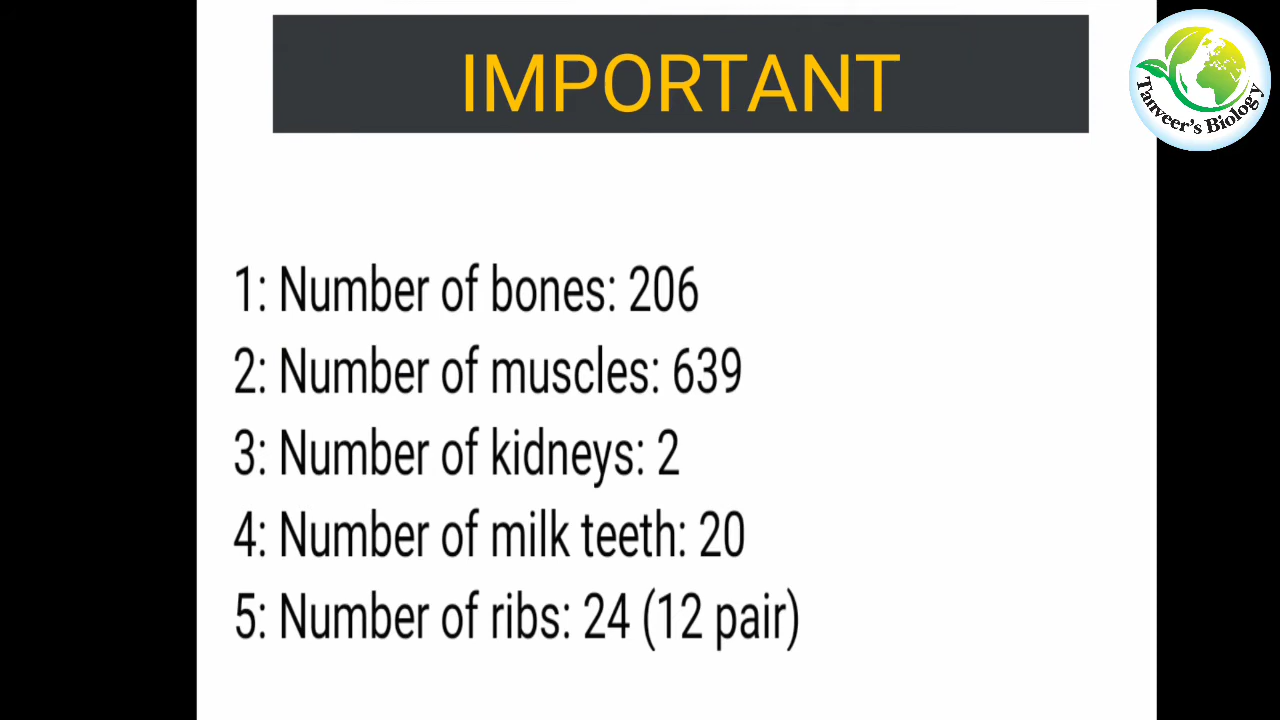 IMPORTANT
Tanveer's Biology
1: Number of bones: 206
2: Number of muscles: 639
3: Number of kidneys: 2
4: Number of milk teeth: 20
5: Number of ribs: 24 (12 pair)